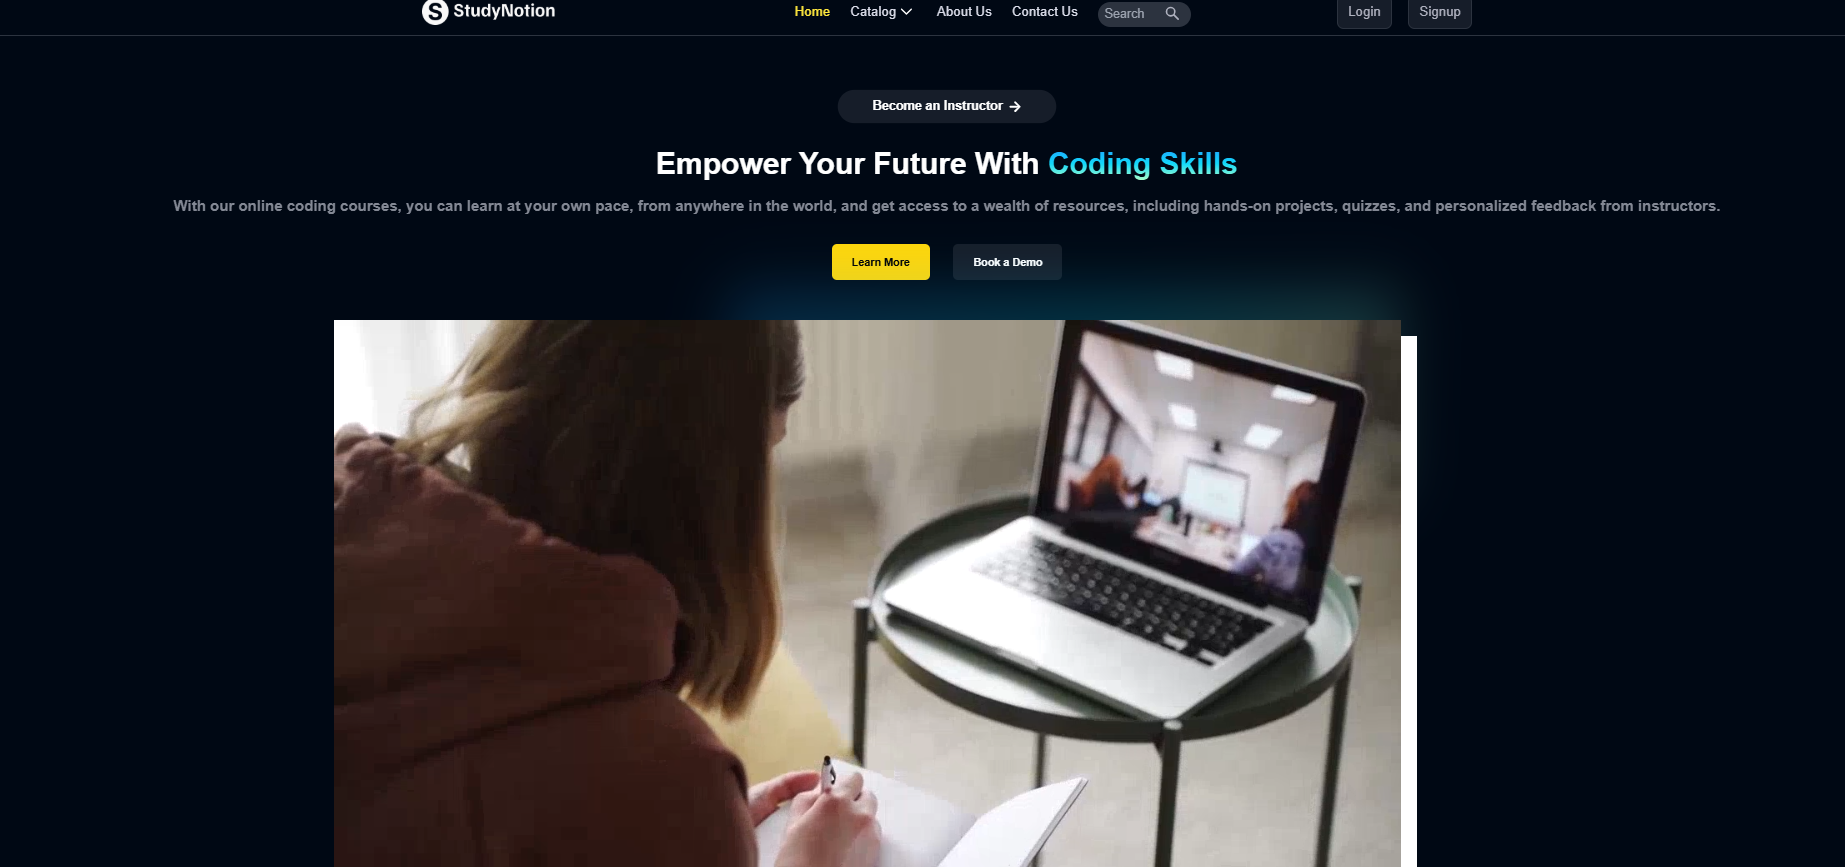 S StudyNotion Home Catalog About Us Contact Us Search Login Signup
Become an Instructor →
Empower Your Future With Coding Skills
With our online coding courses, you can learn at your own pace, from anywhere in the world, and get access to a wealth of resources, including hands-on projects, quizzes, and personalized feedback from instructors.
Learn More Book a Demo